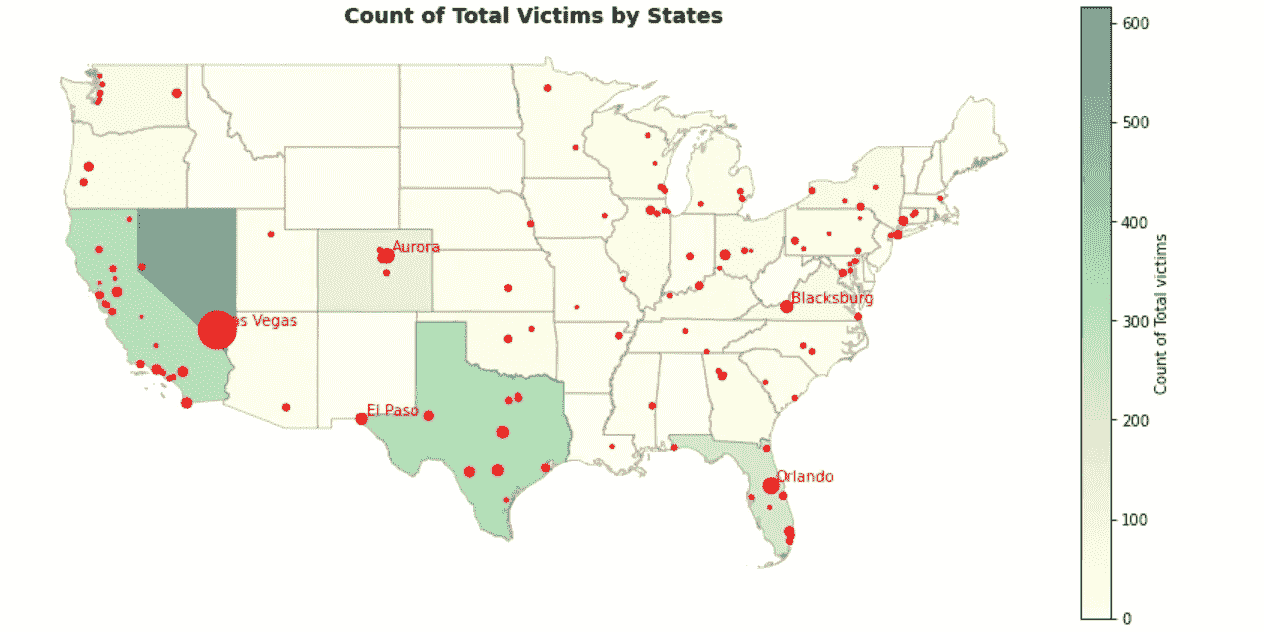 Count of Total Victims by States
600
500
400
300
200
100
0
Count of Total victims
Aurora
Blacksburg
as Vegas
El Paso
Orlando